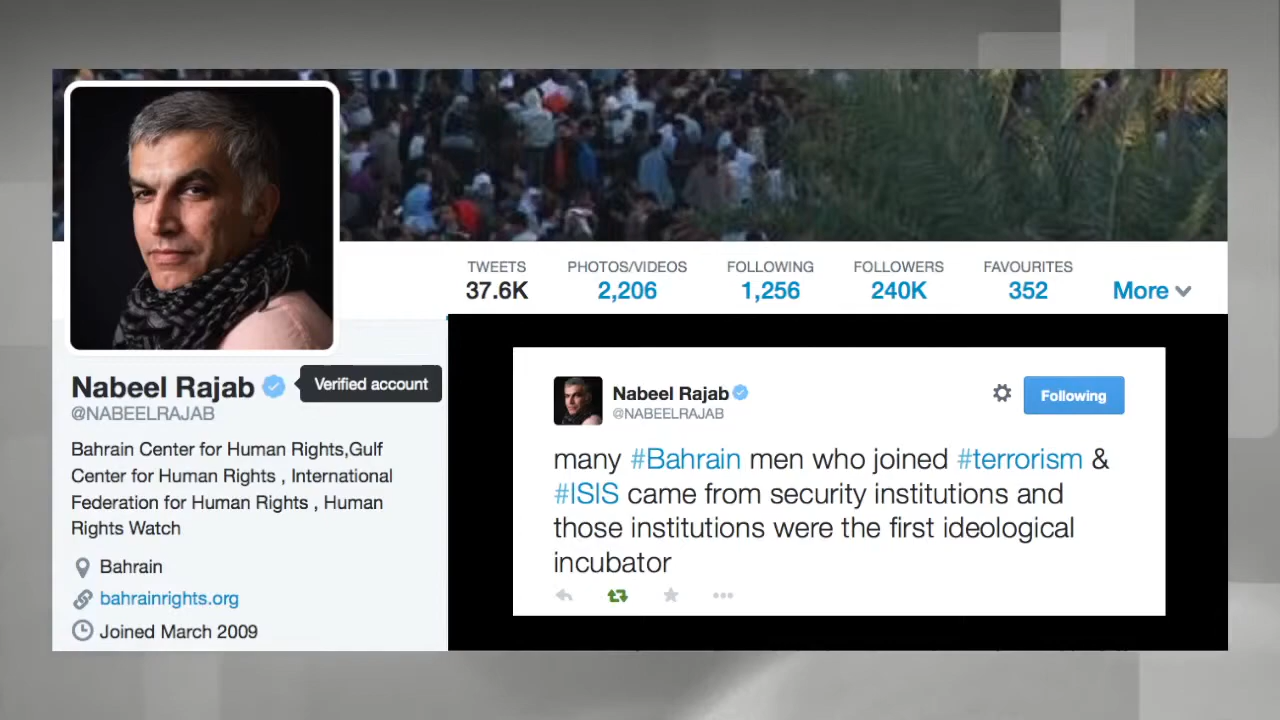 TWEETS PHOTOS/VIDEOS FOLLOWING FOLLOWERS FAVOURITES
37.6K 2,206 1,256 240K 352 More
Nabeel Rajab Verified account
@NABEELRAJAB
Bahrain Center for Human Rights,Gulf
Center for Human Rights , International
Federation for Human Rights , Human
Rights Watch
Bahrain
bahrainrights.org
Joined March 2009
Nabeel Rajab Following
@NABEELRAJAB
many #Bahrain men who joined #terrorism &
#ISIS came from security institutions and
those institutions were the first ideological
incubator